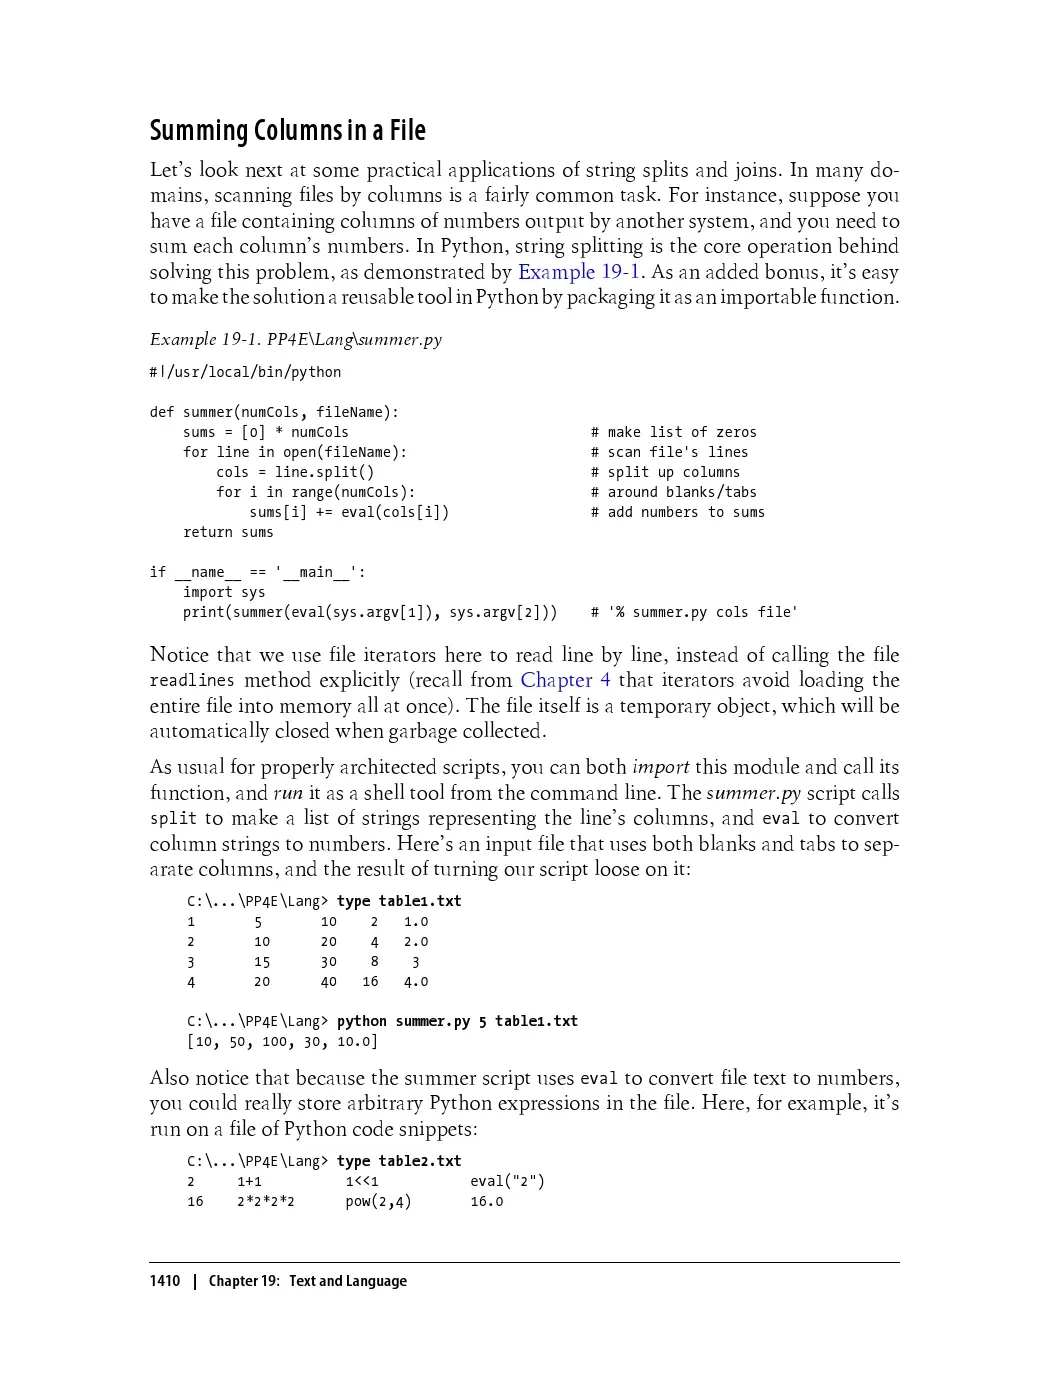 Summing Columns in a File
Let's look next at some practical applications of string splits and joins. In many do-
mains, scanning files by columns is a fairly common task. For instance, suppose you
have a file containing columns of numbers output by another system, and you need to
sum each column's numbers. In Python, string splitting is the core operation behind
solving this problem, as demonstrated by Example 19-1. As an added bonus, it's easy
to make the solution a reusable tool in Python by packaging it as an importable function.
Example 19-1. PP4E\Lang\summer.py
#!/usr/local/bin/python
def summer(numCols, fileName):
    sums = [0] * numCols                             # make list of zeros
    for line in open(fileName):                      # scan file's lines
        cols = line.split()                          # split up columns
        for i in range(numCols):                     # around blanks/tabs
            sums[i] += eval(cols[i])                 # add numbers to sums
    return sums
if __name__ == '__main__':
    import sys
    print(summer(eval(sys.argv[1]), sys.argv[2]))    # '% summer.py cols file'
Notice that we use file iterators here to read line by line, instead of calling the file
readlines method explicitly (recall from Chapter 4 that iterators avoid loading the
entire file into memory all at once). The file itself is a temporary object, which will be
automatically closed when garbage collected.
As usual for properly architected scripts, you can both import this module and call its
function, and run it as a shell tool from the command line. The summer.py script calls
split to make a list of strings representing the line's columns, and eval to convert
column strings to numbers. Here's an input file that uses both blanks and tabs to sep-
arate columns, and the result of turning our script loose on it:
C:\...\PP4E\Lang> type table1.txt
1       5       10    2   1.0
2       10      20    4   2.0
3       15      30    8    3
4       20      40   16   4.0
C:\...\PP4E\Lang> python summer.py 5 table1.txt
[10, 50, 100, 30, 10.0]
Also notice that because the summer script uses eval to convert file text to numbers,
you could really store arbitrary Python expressions in the file. Here, for example, it's
run on a file of Python code snippets:
C:\...\PP4E\Lang> type table2.txt
2     1+1          1<<1           eval("2")
16    2*2*2*2      pow(2,4)       16.0
1410 | Chapter 19: Text and Language